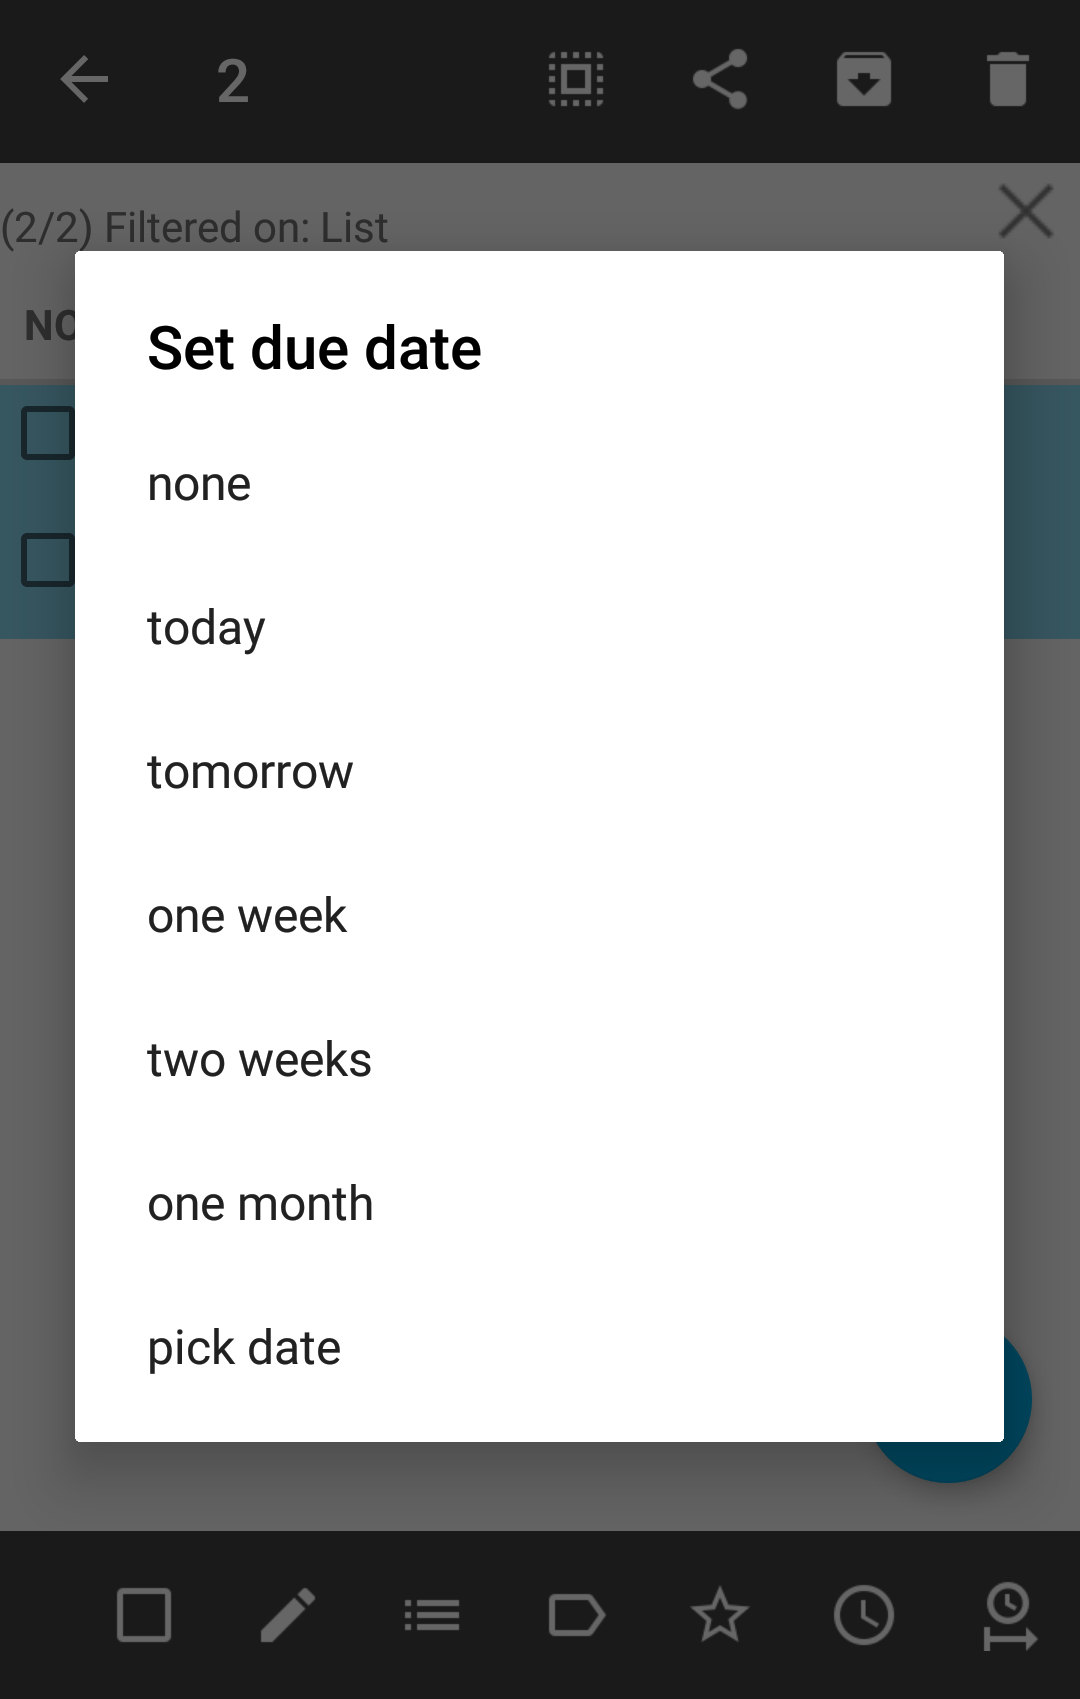 2
(2/2) Filtered on: List
Set due date
none
today
tomorrow
one week
two weeks
one month
pick date